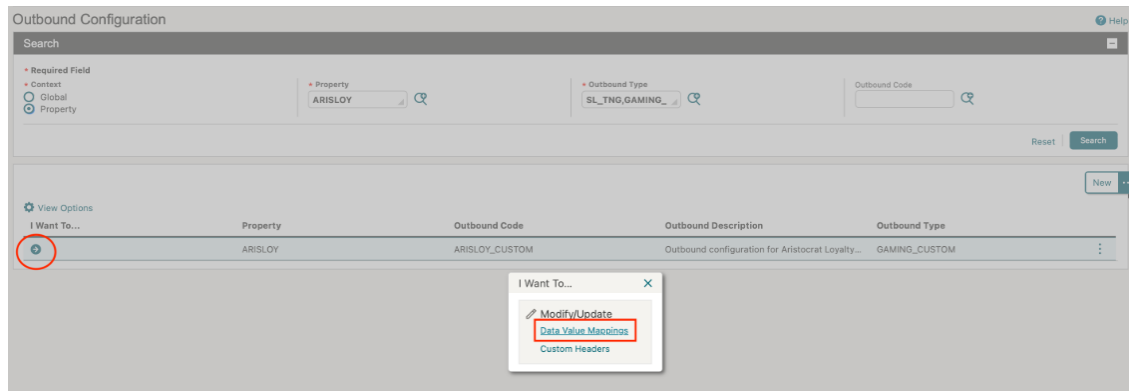 Outbound Configuration
Help
Search
* Required Field
* Context
Global
Property
* Property
ARISLOY
* Outbound Type
SL_TNG,GAMING_
Outbound Code
Reset
Search
New
View Options
I Want To...
Property
Outbound Code
Outbound Description
Outbound Type
ARISLOY
ARISLOY_CUSTOM
Outbound configuration for Aristocrat Loyalty...
GAMING_CUSTOM
I Want To...
Modify/Update
Data Value Mappings
Custom Headers